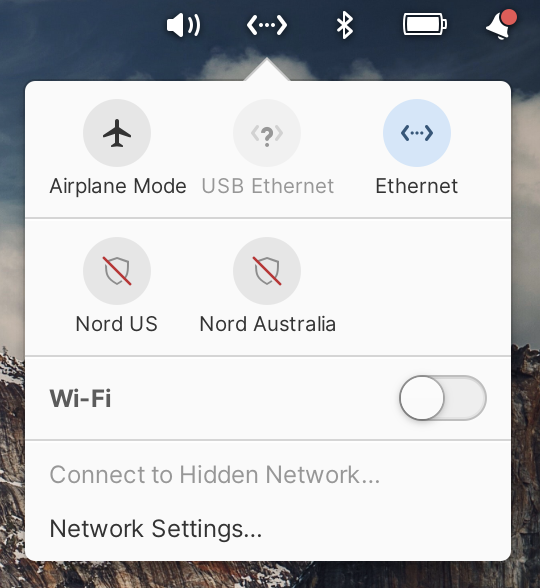 Airplane Mode
USB Ethernet
Ethernet
Nord US
Nord Australia
Wi-Fi
Connect to Hidden Network...
Network Settings...